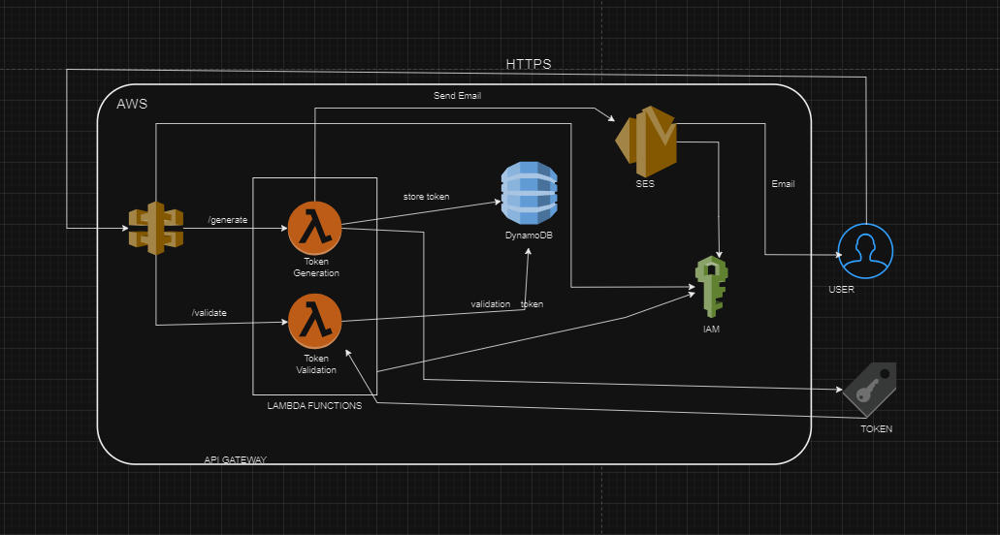 HTTPS
AWS
Send Email
SES
Email
store token
/generate
DynamoDB
Token
Generation
USER
validation token
/validate
IAM
Token
Validation
LAMBDA FUNCTIONS
TOKEN
API GATEWAY